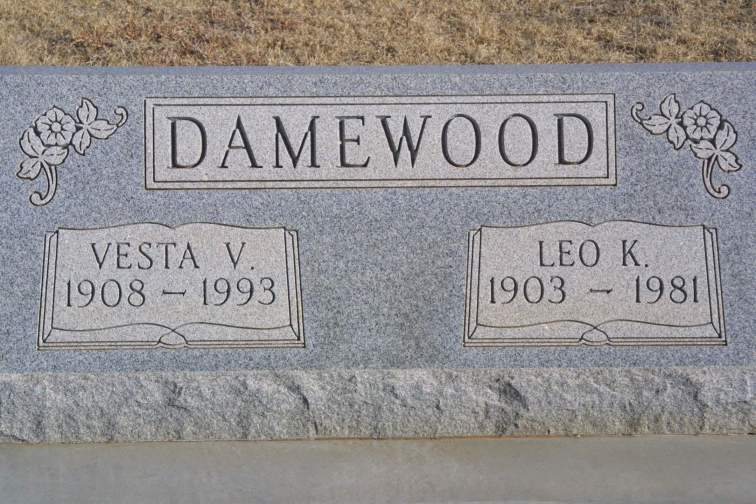 DAMEWOOD
VESTA V.
1908 – 1993
LEO K.
1903 – 1981